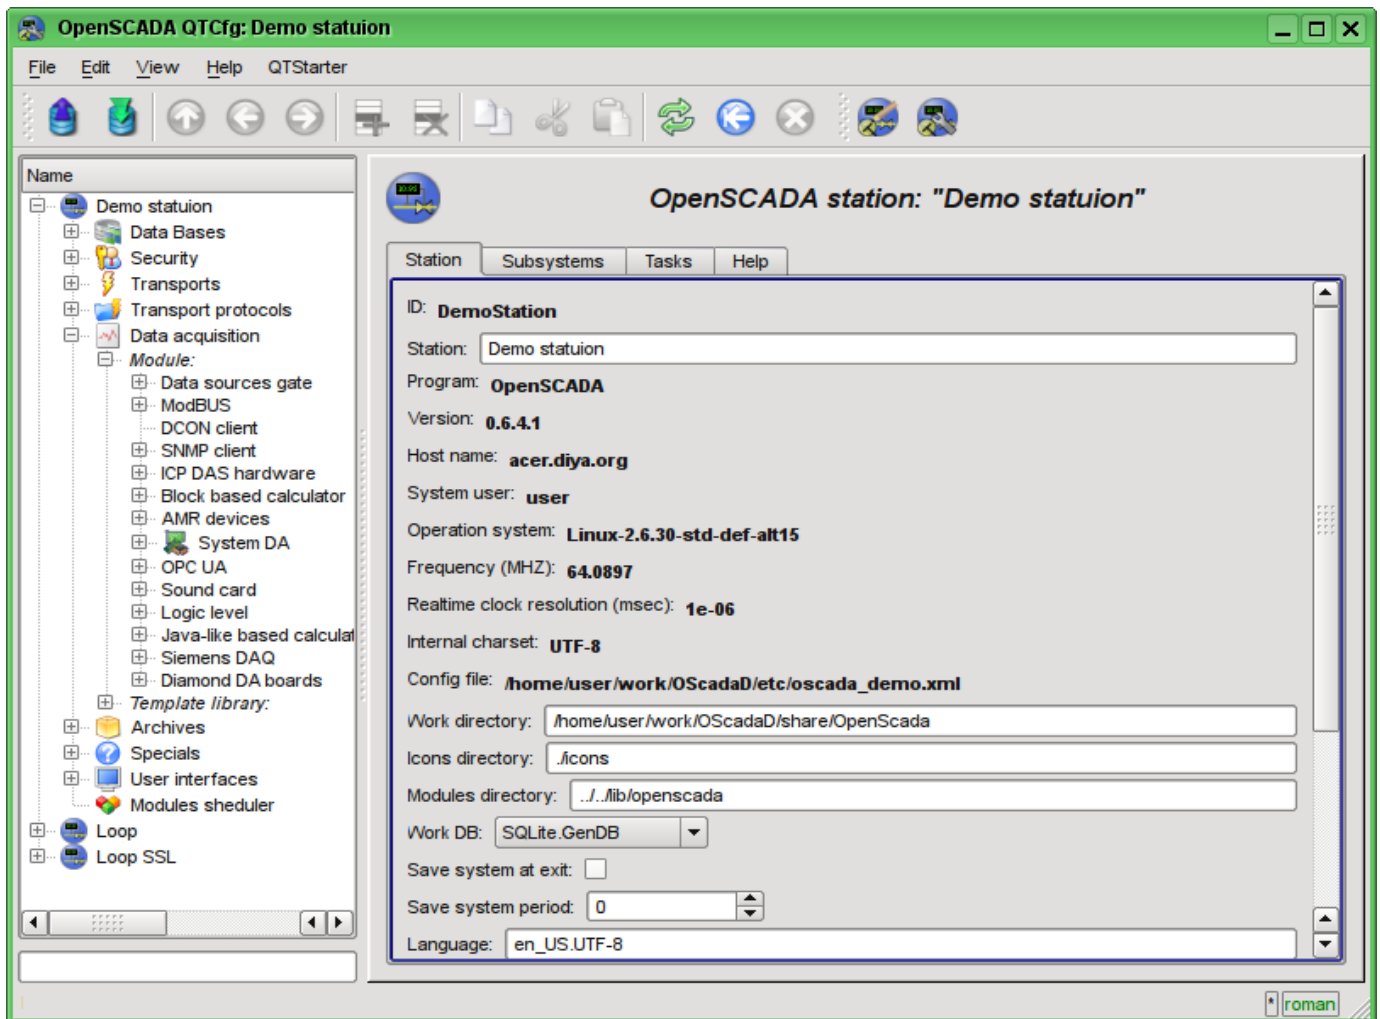 OpenSCADA QTCfg: Demo statuion
File Edit View Help QTStarter
Name
Demo statuion
Data Bases
Security
Transports
Transport protocols
Data acquisition
Module:
Data sources gate
ModBUS
DCON client
SNMP client
ICP DAS hardware
Block based calculator
AMR devices
System DA
OPC UA
Sound card
Logic level
Java-like based calculat
Siemens DAQ
Diamond DA boards
Template library:
Archives
Specials
User interfaces
Modules sheduler
Loop
Loop SSL
OpenSCADA station: "Demo statuion"
Station Subsystems Tasks Help
ID: DemoStation
Station: Demo statuion
Program: OpenSCADA
Version: 0.6.4.1
Host name: acer.diya.org
System user: user
Operation system: Linux-2.6.30-std-def-alt15
Frequency (MHZ): 64.0897
Realtime clock resolution (msec): 1e-06
Internal charset: UTF-8
Config file: /home/user/work/OScadaD/etc/oscada_demo.xml
Work directory: /home/user/work/OScadaD/share/OpenScada
Icons directory: ./icons
Modules directory: ../../lib/openscada
Work DB: SQLite.GenDB
Save system at exit:
Save system period: 0
Language: en_US.UTF-8
* roman